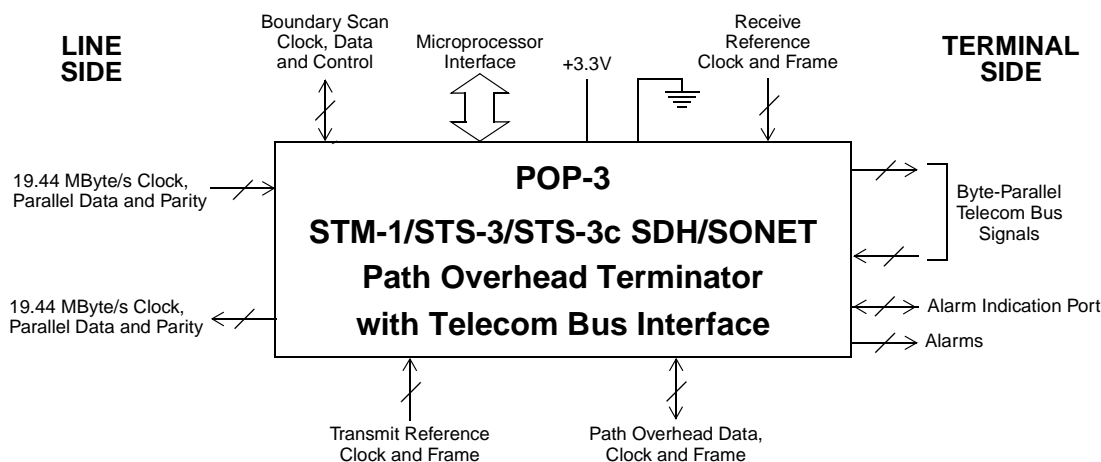 LINE
SIDE
Boundary Scan
Clock, Data
and Control
Microprocessor
Interface
+3.3V
Receive
Reference
Clock and Frame
TERMINAL
SIDE
19.44 MByte/s Clock,
Parallel Data and Parity
19.44 MByte/s Clock,
Parallel Data and Parity
POP-3
STM-1/STS-3/STS-3c SDH/SONET
Path Overhead Terminator
with Telecom Bus Interface
Byte-Parallel
Telecom Bus
Signals
Alarm Indication Port
Alarms
Transmit Reference
Clock and Frame
Path Overhead Data,
Clock and Frame